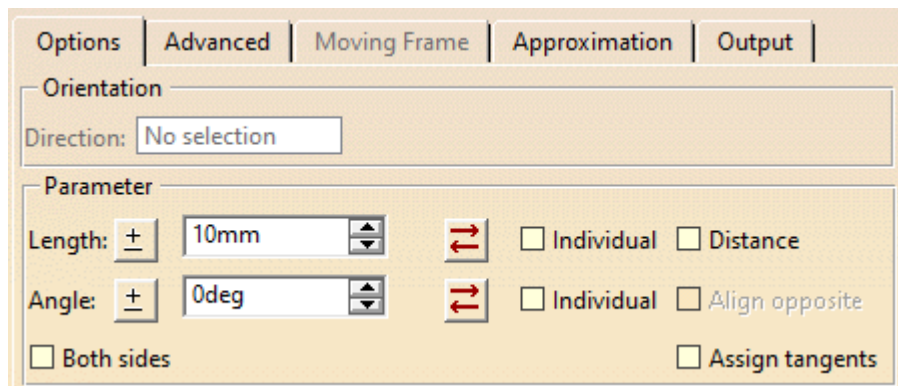 Options Advanced Moving Frame Approximation Output
Orientation
Direction: No selection
Parameter
Length: ± 10mm Individual Distance
Angle: ± 0deg Individual Align opposite
Both sides Assign tangents